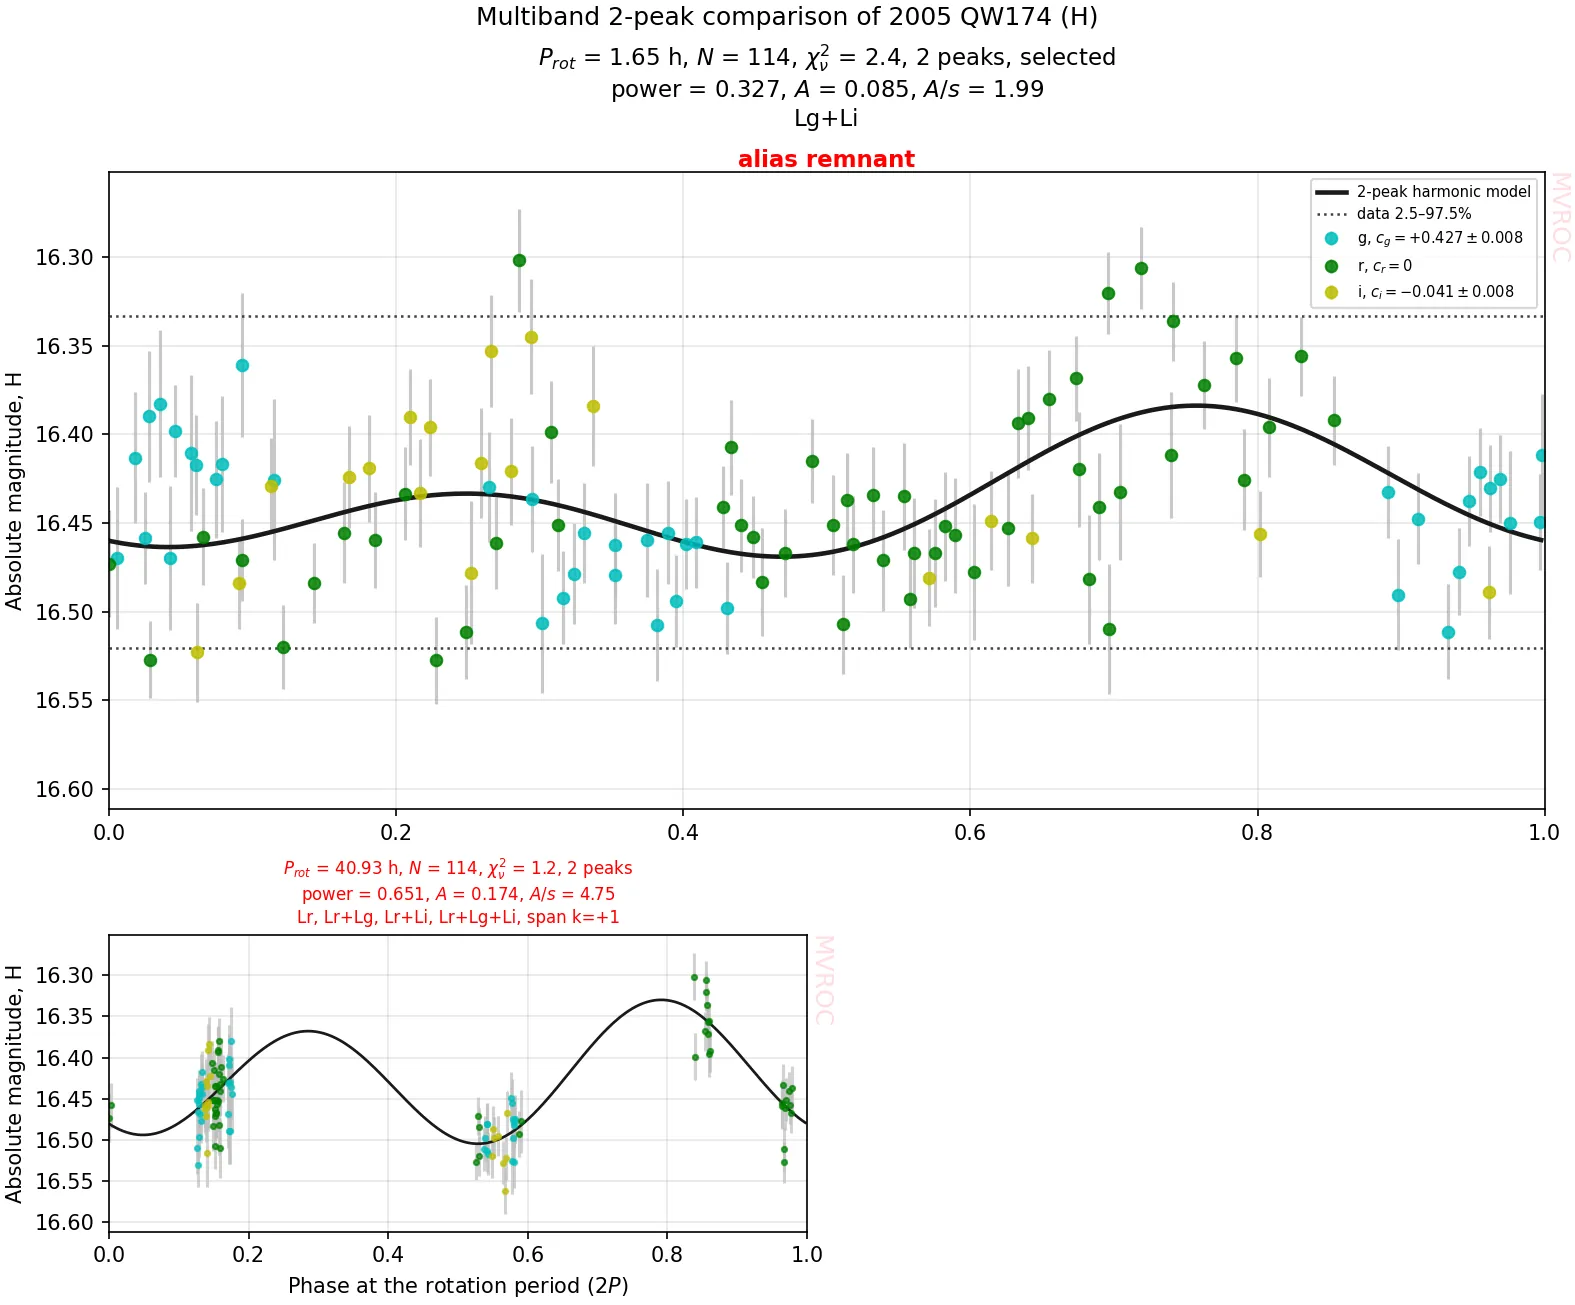 Multiband 2-peak comparison of 2005 QW174 (H)
P_rot = 1.65 h, N = 114, χ²_ν = 2.4, 2 peaks, selected
power = 0.327, A = 0.085, A/s = 1.99
Lg+Li
alias remnant
2-peak harmonic model
data 2.5–97.5%
g, c_g = +0.427 ± 0.008
r, c_r = 0
i, c_i = −0.041 ± 0.008
MVROC
Absolute magnitude, H
16.30
16.35
16.40
16.45
16.50
16.55
16.60
0.0 0.2 0.4 0.6 0.8 1.0
P_rot = 40.93 h, N = 114, χ²_ν = 1.2, 2 peaks
power = 0.651, A = 0.174, A/s = 4.75
Lr, Lr+Lg, Lr+Li, Lr+Lg+Li, span k=+1
MVROC
Absolute magnitude, H
16.30
16.35
16.40
16.45
16.50
16.55
16.60
0.0 0.2 0.4 0.6 0.8 1.0
Phase at the rotation period (2P)